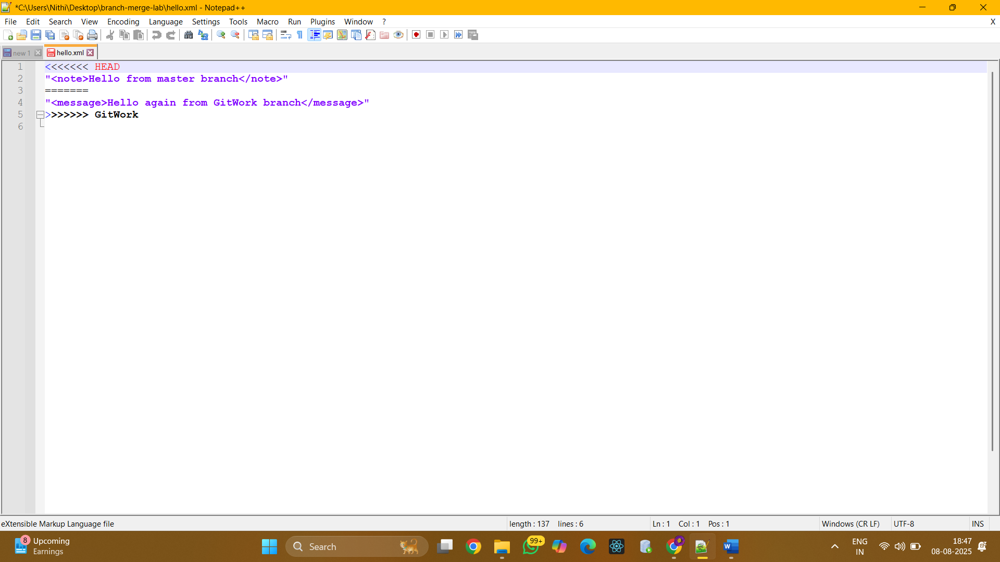 *C:\Users\Nithi\Desktop\branch-merge-lab\hello.xml - Notepad++
File Edit Search View Encoding Language Settings Tools Macro Run Plugins Window ? X
new 1 hello.xml
1 <<<<<<< HEAD
2 "<note>Hello from master branch</note>"
3 =======
4 "<message>Hello again from GitWork branch</message>"
5 >>>>>>> GitWork
6
eXtensible Markup Language file length : 137 lines : 6 Ln : 1 Col : 1 Pos : 1 Windows (CR LF) UTF-8 INS
8 Upcoming
Earnings
Search
99+
W
ENG
IN
18:47
08-08-2025